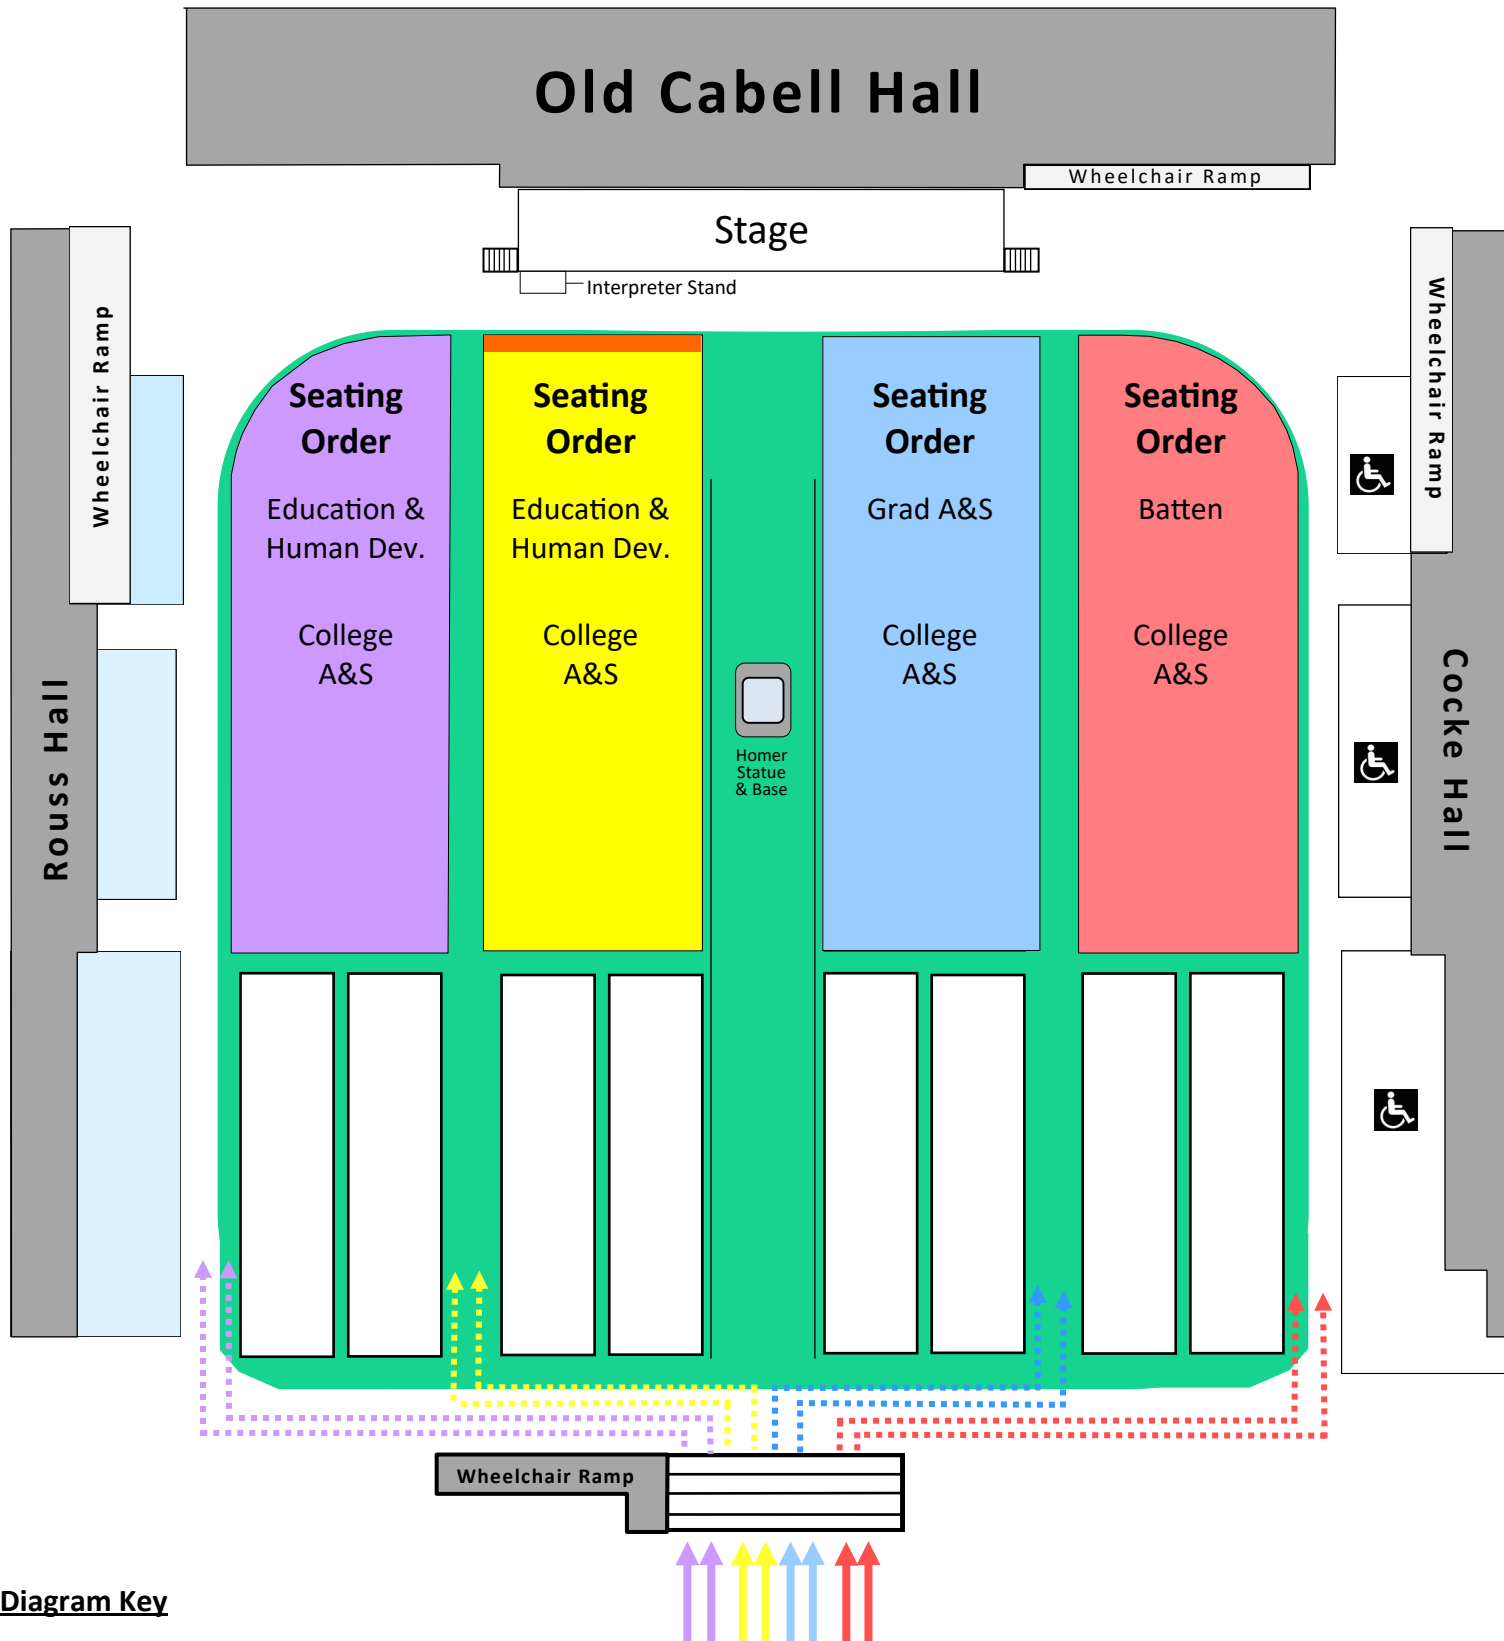 Old Cabell Hall
Wheelchair Ramp
Stage
Interpreter Stand
Wheelchair Ramp
Wheelchair Ramp
Seating
Order
Education &
Human Dev.
College
A&S
Seating
Order
Education &
Human Dev.
College
A&S
Seating
Order
Grad A&S
College
A&S
Seating
Order
Batten
College
A&S
Rouss Hall
Homer
Statue
& Base
Cocke Hall
Wheelchair Ramp
Diagram Key